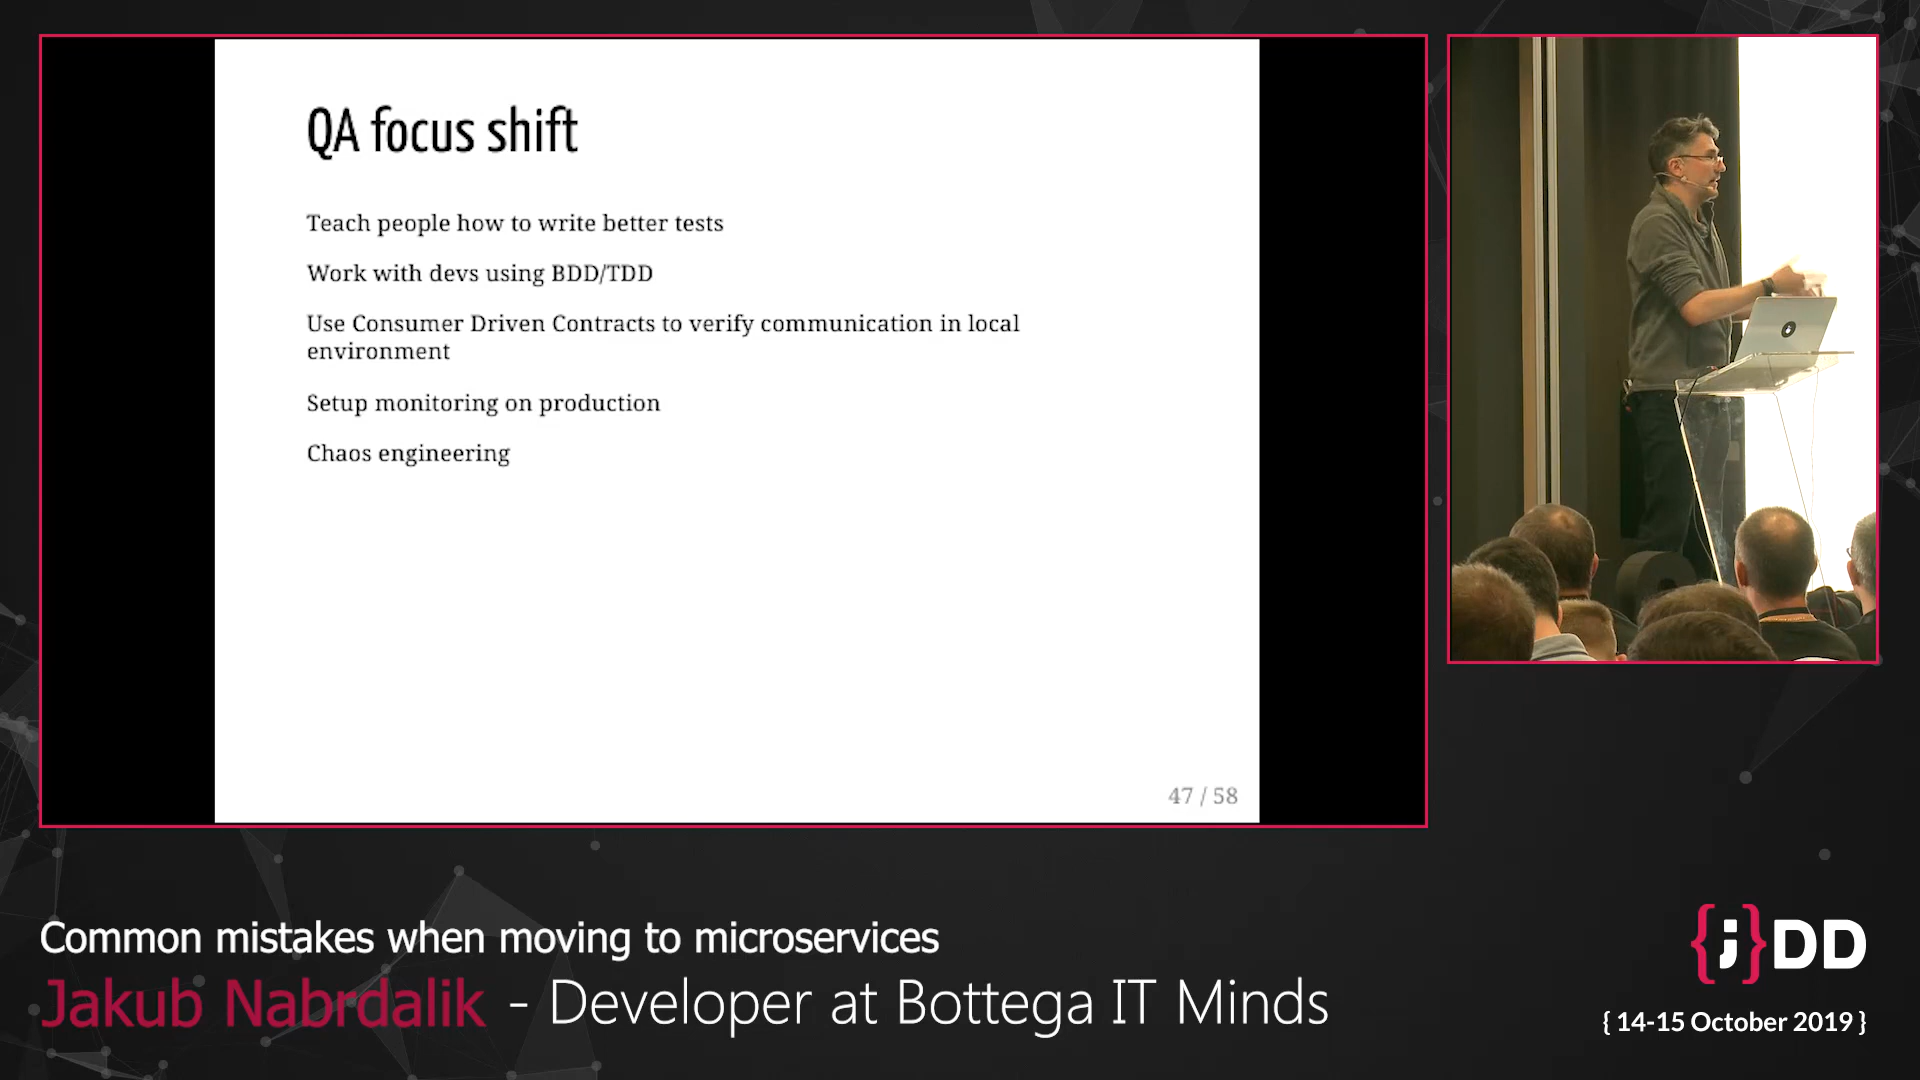 QA focus shift
Teach people how to write better tests
Work with devs using BDD/TDD
Use Consumer Driven Contracts to verify communication in local
environment
Setup monitoring on production
Chaos engineering
47 / 58
Common mistakes when moving to microservices
Jakub Nabrdalik - Developer at Bottega IT Minds
{;}DD
{ 14-15 October 2019 }